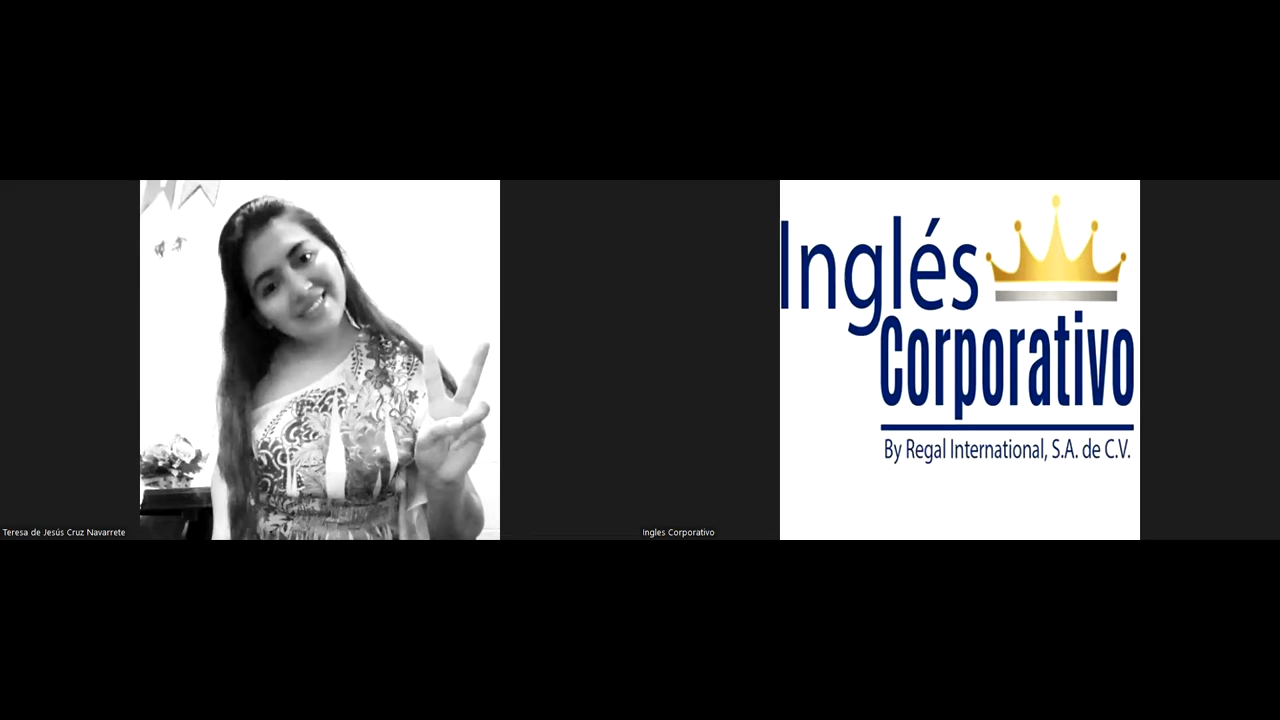 Inglés
Corporativo
By Regal International, S.A. de C.V.
Teresa de Jesús Cruz Navarrete
Ingles Corporativo